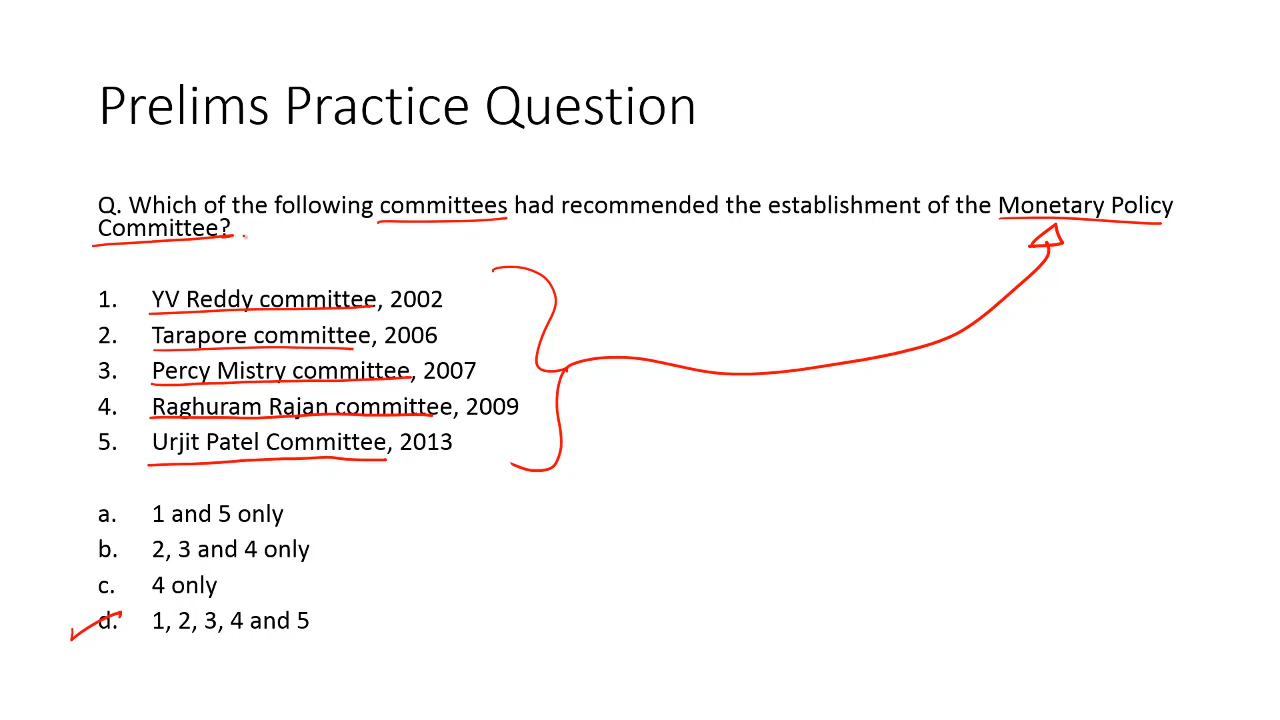 Prelims Practice Question
Q. Which of the following committees had recommended the establishment of the Monetary Policy
Committee?
1. YV Reddy committee, 2002
2. Tarapore committee, 2006
3. Percy Mistry committee, 2007
4. Raghuram Rajan committee, 2009
5. Urjit Patel Committee, 2013
a. 1 and 5 only
b. 2, 3 and 4 only
c. 4 only
d. 1, 2, 3, 4 and 5